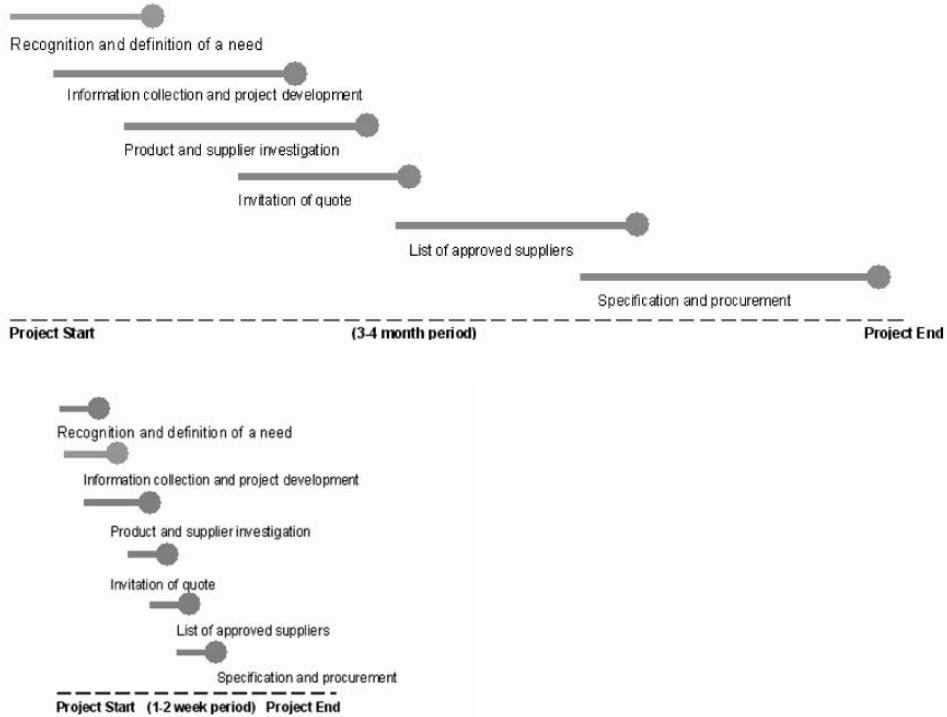 Recognition and definition of a need
Information collection and project development
Product and supplier investigation
Invitation of quote
List of approved suppliers
Specification and procurement
Project Start (3-4 month period) Project End
Recognition and definition of a need
Information collection and project development
Product and supplier investigation
Invitation of quote
List of approved suppliers
Specification and procurement
Project Start (1-2 week period) Project End